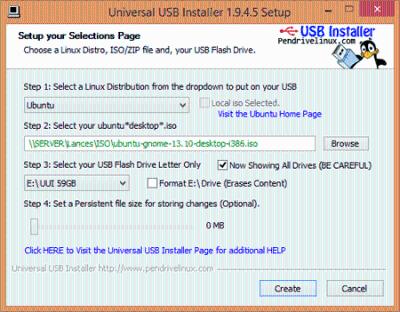 Universal USB Installer 1.9.4.5 Setup
Setup your Selections Page
Choose a Linux Distro, ISO/ZIP file and, your USB Flash Drive.
USB Installer
Pendrivelinux.com
Step 1: Select a Linux Distribution from the dropdown to put on your USB
Ubuntu
Local iso Selected.
Visit the Ubuntu Home Page
Step 2: Select your ubuntu*desktop*.iso
\\SERVER\Lances\ISO\ubuntu-gnome-13.10-desktop-i386.iso
Browse
Step 3: Select your USB Flash Drive Letter Only
Now Showing All Drives (BE CAREFUL)
E:\ UUI 59GB
Format E:\ Drive (Erases Content)
Step 4: Set a Persistent file size for storing changes (Optional).
0 MB
Click HERE to Visit the Universal USB Installer Page for additional HELP
Universal USB Installer http://www.pendrivelinux.com
Create
Cancel